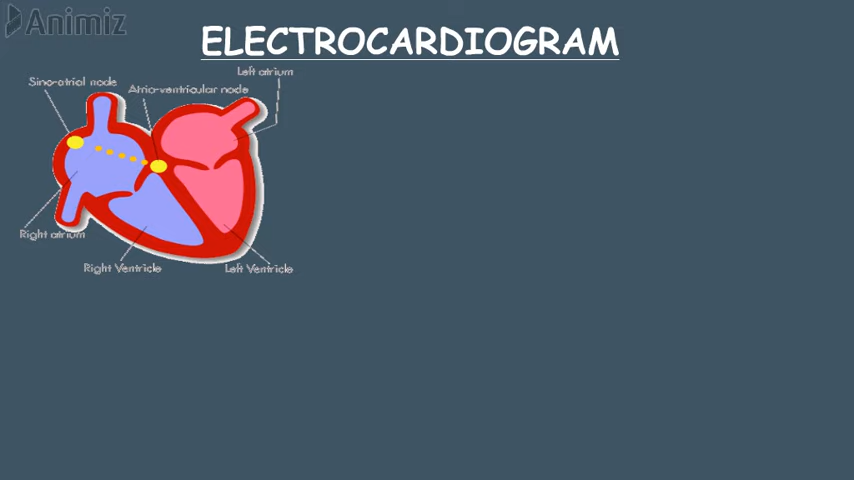 Animiz
ELECTROCARDIOGRAM
Left atrium
Sino-atrial node
Atrio-ventricular node
Right atrium
Right Ventricle
Left Ventricle